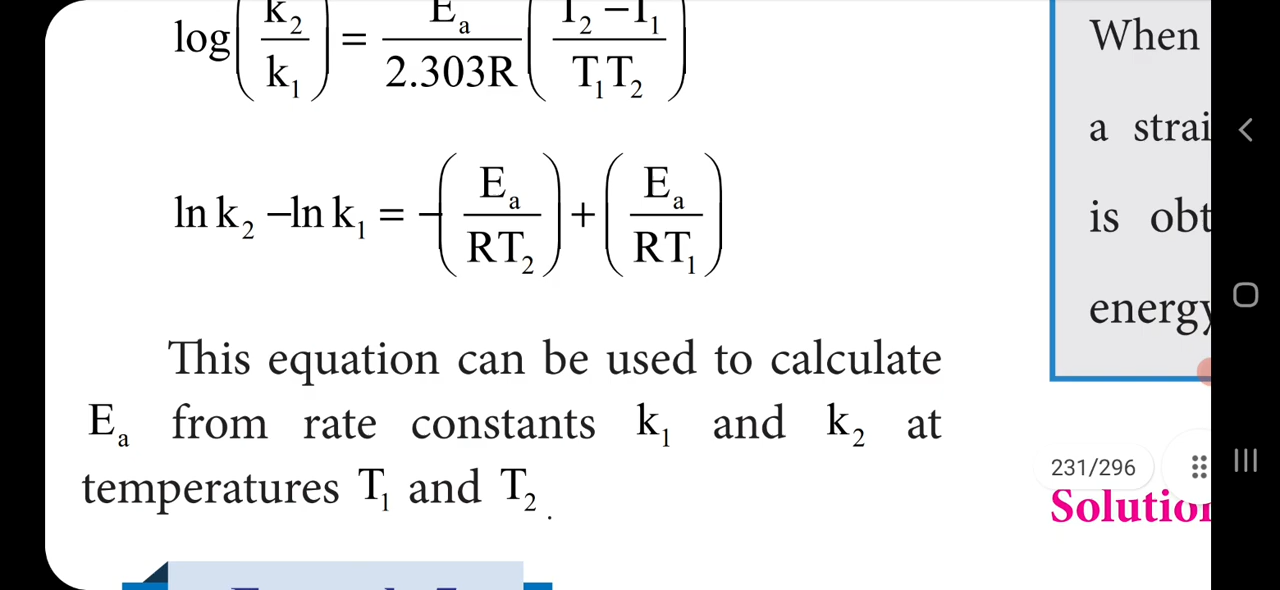 log(k₂/k₁) = Eₐ/2.303R (T₂ −T₁/T₁T₂)
ln k₂ −ln k₁ = −(Eₐ/RT₂) + (Eₐ/RT₁)
This equation can be used to calculate
Eₐ from rate constants k₁ and k₂ at
temperatures T₁ and T₂ .
When
a strai
is obt
energy
231/296
Solution